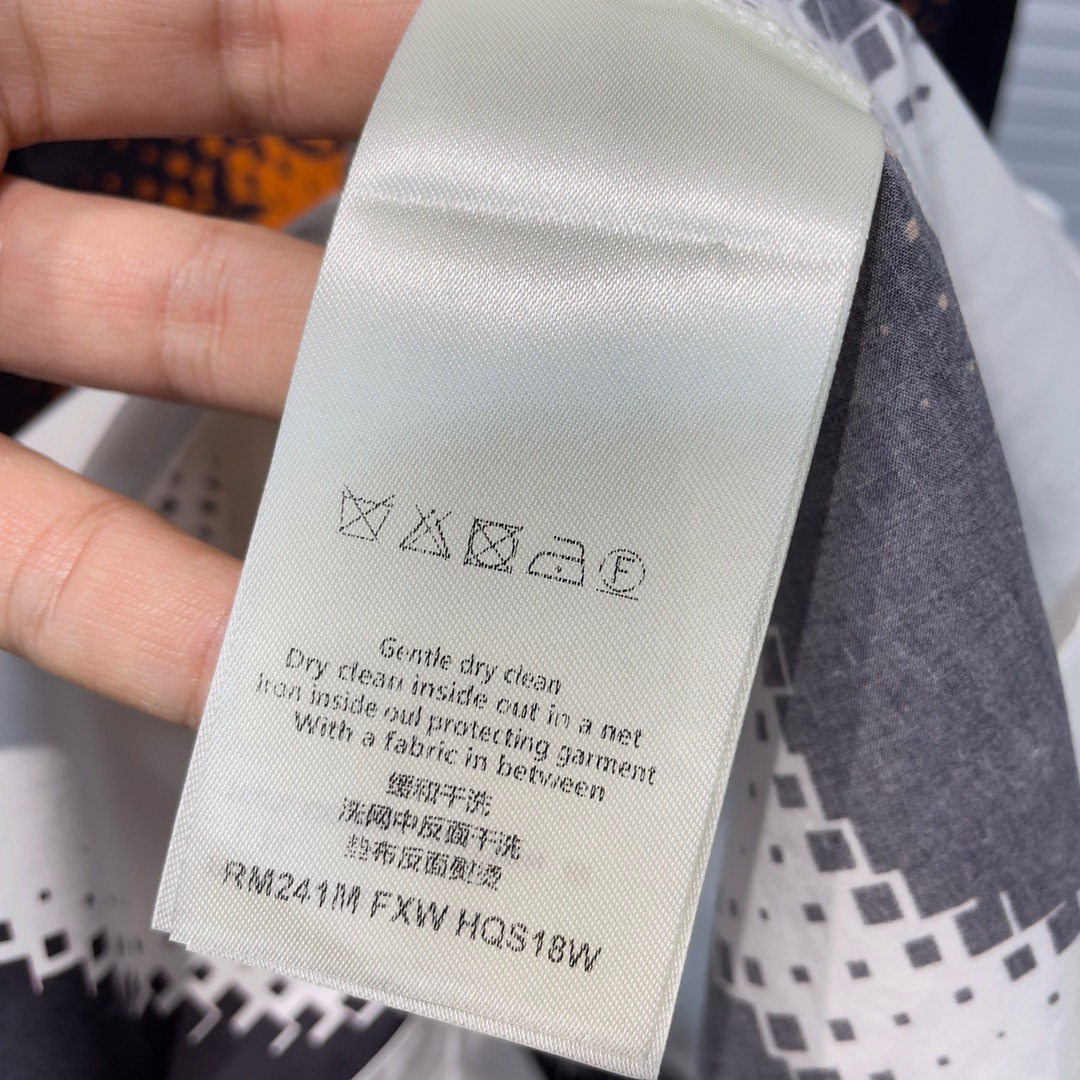 F
Gentle dry clean
Dry clean inside out in a net
Iron inside oul protecting garment
With a fabric in between
缓和干洗
洗网中反面干洗
垫布反面熨烫
RM241M FXW HQS18W